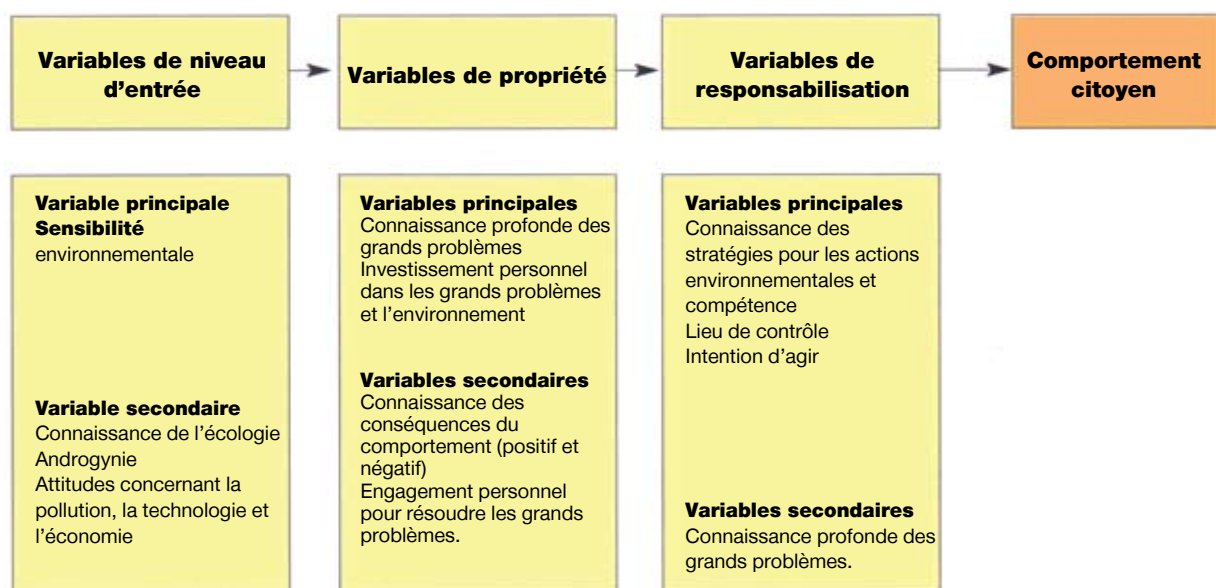 Variables de niveau
d'entrée
Variables de propriété
Variables de
responsabilisation
Comportement
citoyen
Variable principale
Sensibilité
environnementale
Variable secondaire
Connaissance de l'écologie
Androgynie
Attitudes concernant la
pollution, la technologie et
l'économie
Variables principales
Connaissance profonde des
grands problèmes
Investissement personnel
dans les grands problèmes
et l'environnement
Variables secondaires
Connaissance des
conséquences du
comportement (positif et
négatif)
Engagement personnel
pour résoudre les grands
problèmes.
Variables principales
Connaissance des
stratégies pour les actions
environnementales et
compétence
Lieu de contrôle
Intention d'agir
Variables secondaires
Connaissance profonde des
grands problèmes.